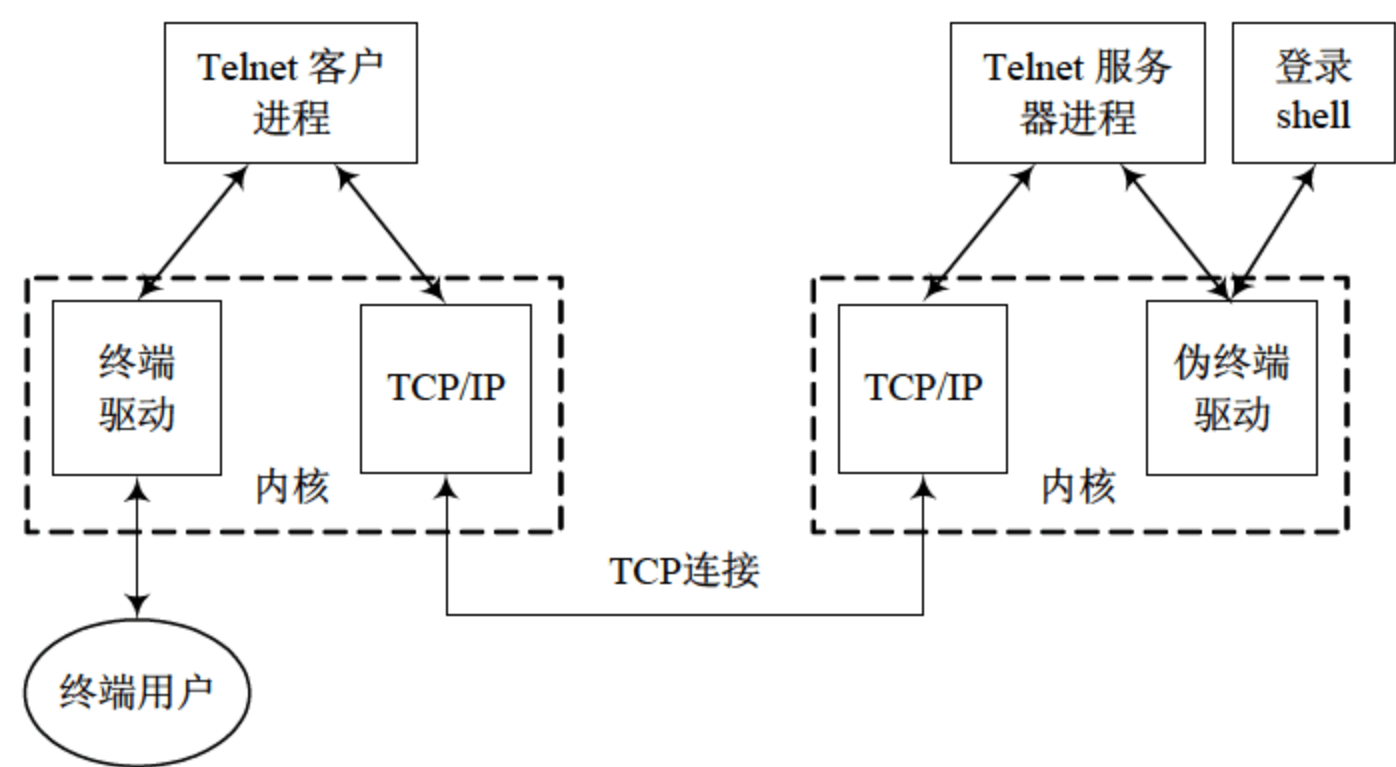 Telnet 客户
进程
Telnet 服务
器进程
登录
shell
终端
驱动
TCP/IP
内核
TCP/IP
伪终端
驱动
内核
TCP连接
终端用户